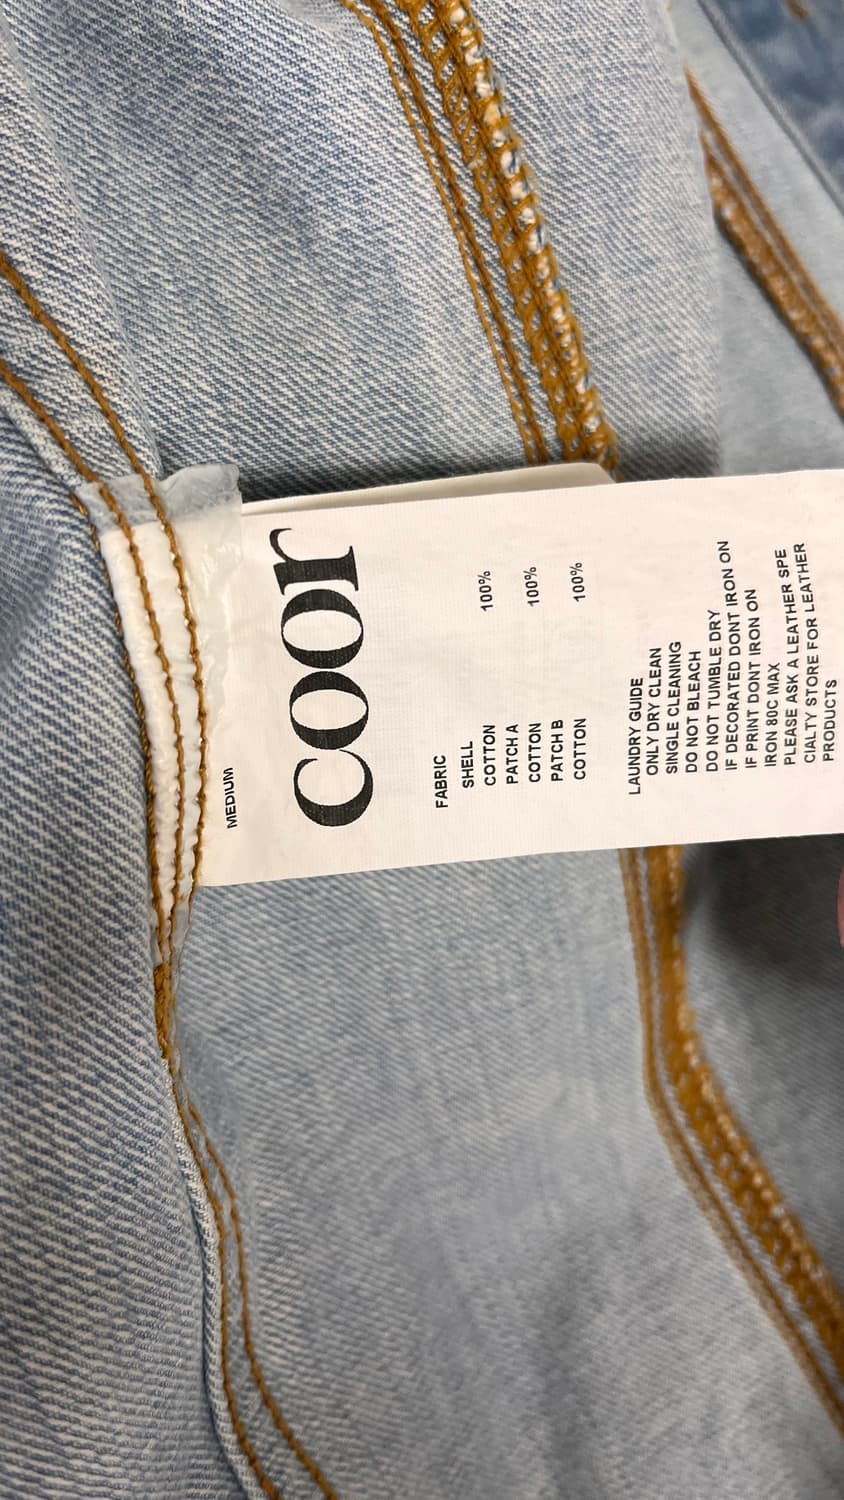 MEDIUM
coor
FABRIC
SHELL
COTTON 100%
PATCH A
COTTON 100%
PATCH B
COTTON 100%
LAUNDRY GUIDE
ONLY DRY CLEAN
SINGLE CLEANING
DO NOT BLEACH
DO NOT TUMBLE DRY
IF DECORATED DONT IRON ON
IF PRINT DONT IRON ON
IRON 80C MAX
PLEASE ASK A LEATHER SPE
CIALTY STORE FOR LEATHER
PRODUCTS